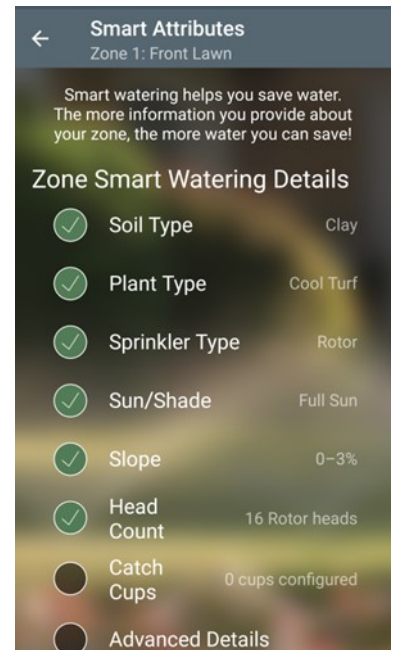 Smart Attributes
Zone 1: Front Lawn
Smart watering helps you save water.
The more information you provide about
your zone, the more water you can save!
Zone Smart Watering Details
Soil Type Clay
Plant Type Cool Turf
Sprinkler Type Rotor
Sun/Shade Full Sun
Slope 0–3%
Head
Count 16 Rotor heads
Catch
Cups 0 cups configured
Advanced Details